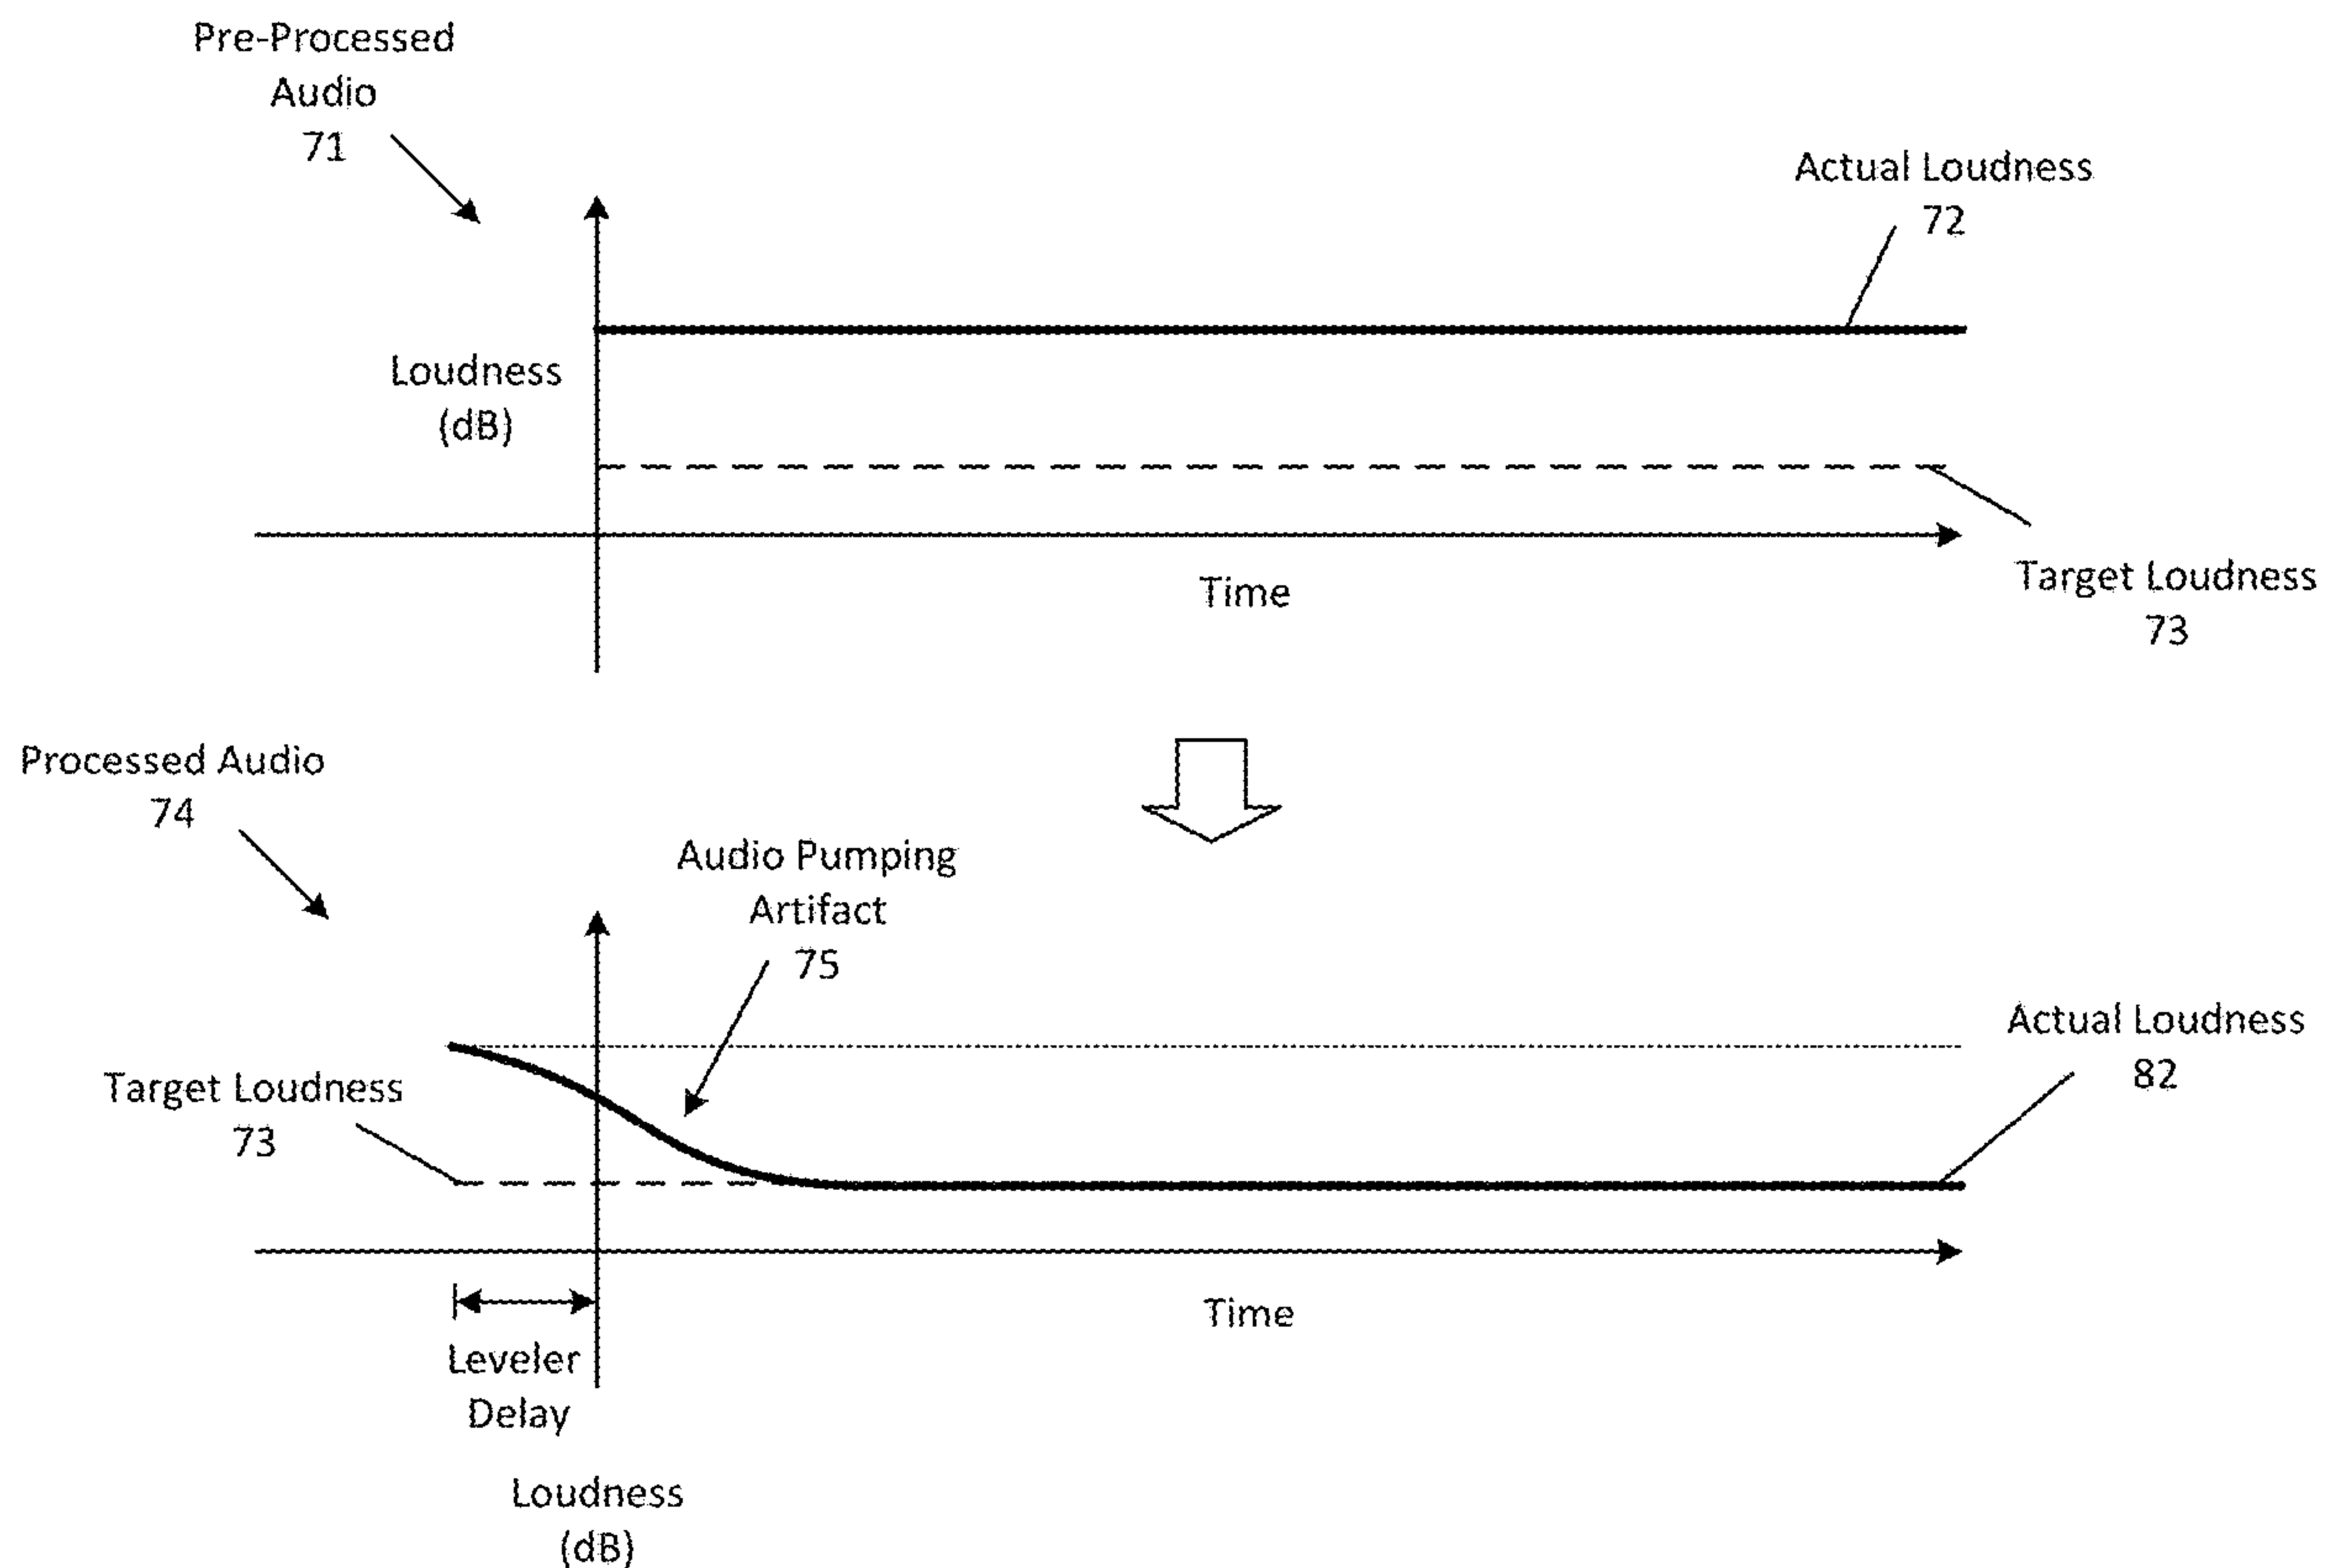 Pre-Processed
Audio
71
Actual Loudness
72
Loudness
(dB)
Time
Target Loudness
73
Processed Audio
74
Audio Pumping
Artifact
75
Actual Loudness
82
Target Loudness
73
Time
Leveler
Delay
Loudness
(dB)